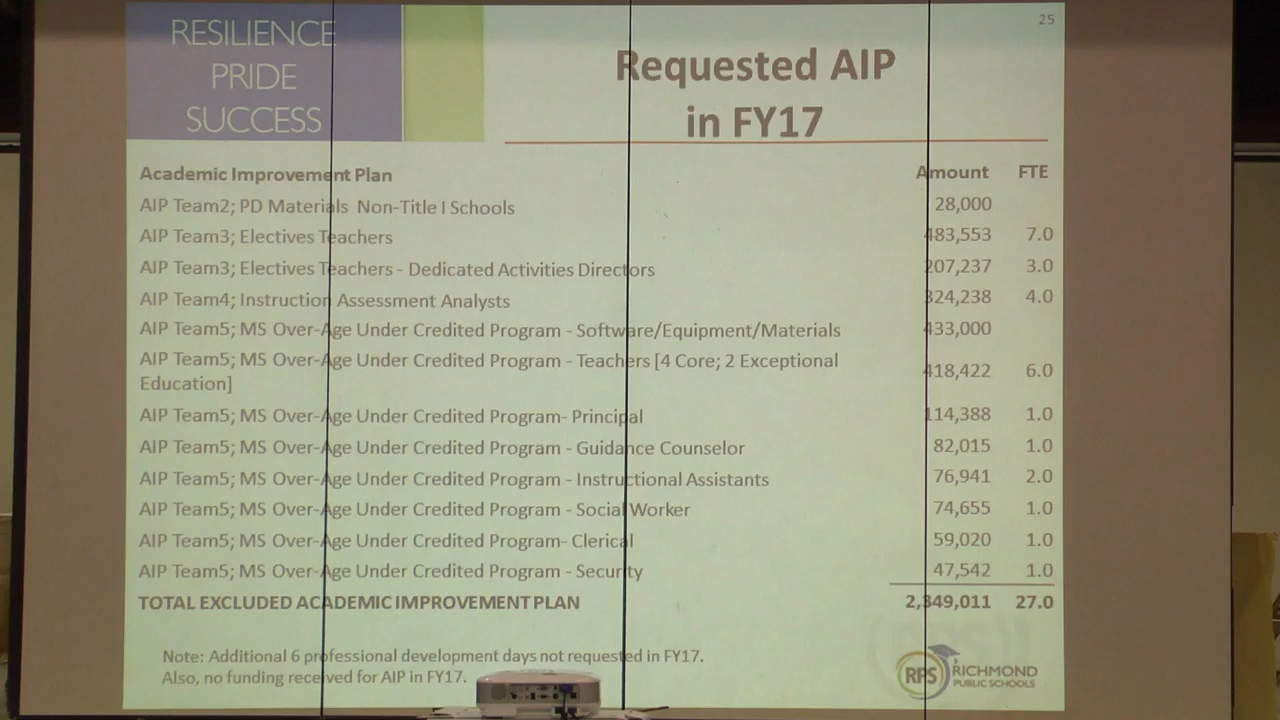 RESILIENCE
PRIDE
SUCCESS
25
Requested AIP
in FY17
Academic Improvement Plan Amount FTE
AIP Team2; PD Materials Non-Title I Schools 28,000
AIP Team3; Electives Teachers 483,553 7.0
AIP Team3; Electives Teachers - Dedicated Activities Directors 207,237 3.0
AIP Team4; Instruction Assessment Analysts 324,238 4.0
AIP Team5; MS Over-Age Under Credited Program - Software/Equipment/Materials 433,000
AIP Team5; MS Over-Age Under Credited Program - Teachers [4 Core; 2 Exceptional
Education] 418,422 6.0
AIP Team5; MS Over-Age Under Credited Program- Principal 114,388 1.0
AIP Team5; MS Over-Age Under Credited Program - Guidance Counselor 82,015 1.0
AIP Team5; MS Over-Age Under Credited Program - Instructional Assistants 76,941 2.0
AIP Team5; MS Over-Age Under Credited Program - Social Worker 74,655 1.0
AIP Team5; MS Over-Age Under Credited Program- Clerical 59,020 1.0
AIP Team5; MS Over-Age Under Credited Program - Security 47,542 1.0
TOTAL EXCLUDED ACADEMIC IMPROVEMENT PLAN 2,349,011 27.0
Note: Additional 6 professional development days not requested in FY17.
Also, no funding received for AIP in FY17.
RPS
RICHMOND
PUBLIC SCHOOLS